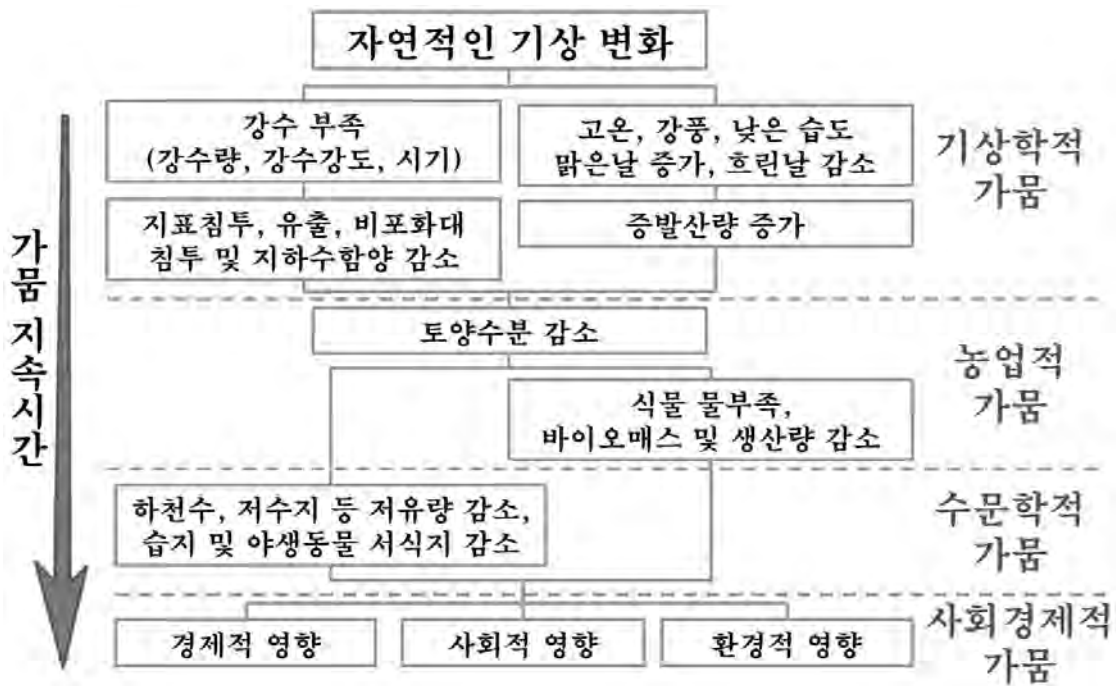 자연적인 기상 변화
강수 부족
(강수량, 강수강도, 시기)
고온, 강풍, 낮은 습도
맑은날 증가, 흐린날 감소
기상학적
가뭄
지표침투, 유출, 비포화대
침투 및 지하수함양 감소
증발산량 증가
가뭄 지속시간
토양수분 감소
농업적
가뭄
식물 물부족,
바이오매스 및 생산량 감소
하천수, 저수지 등 저유량 감소,
습지 및 야생동물 서식지 감소
수문학적
가뭄
경제적 영향
사회적 영향
환경적 영향
사회경제적
가뭄